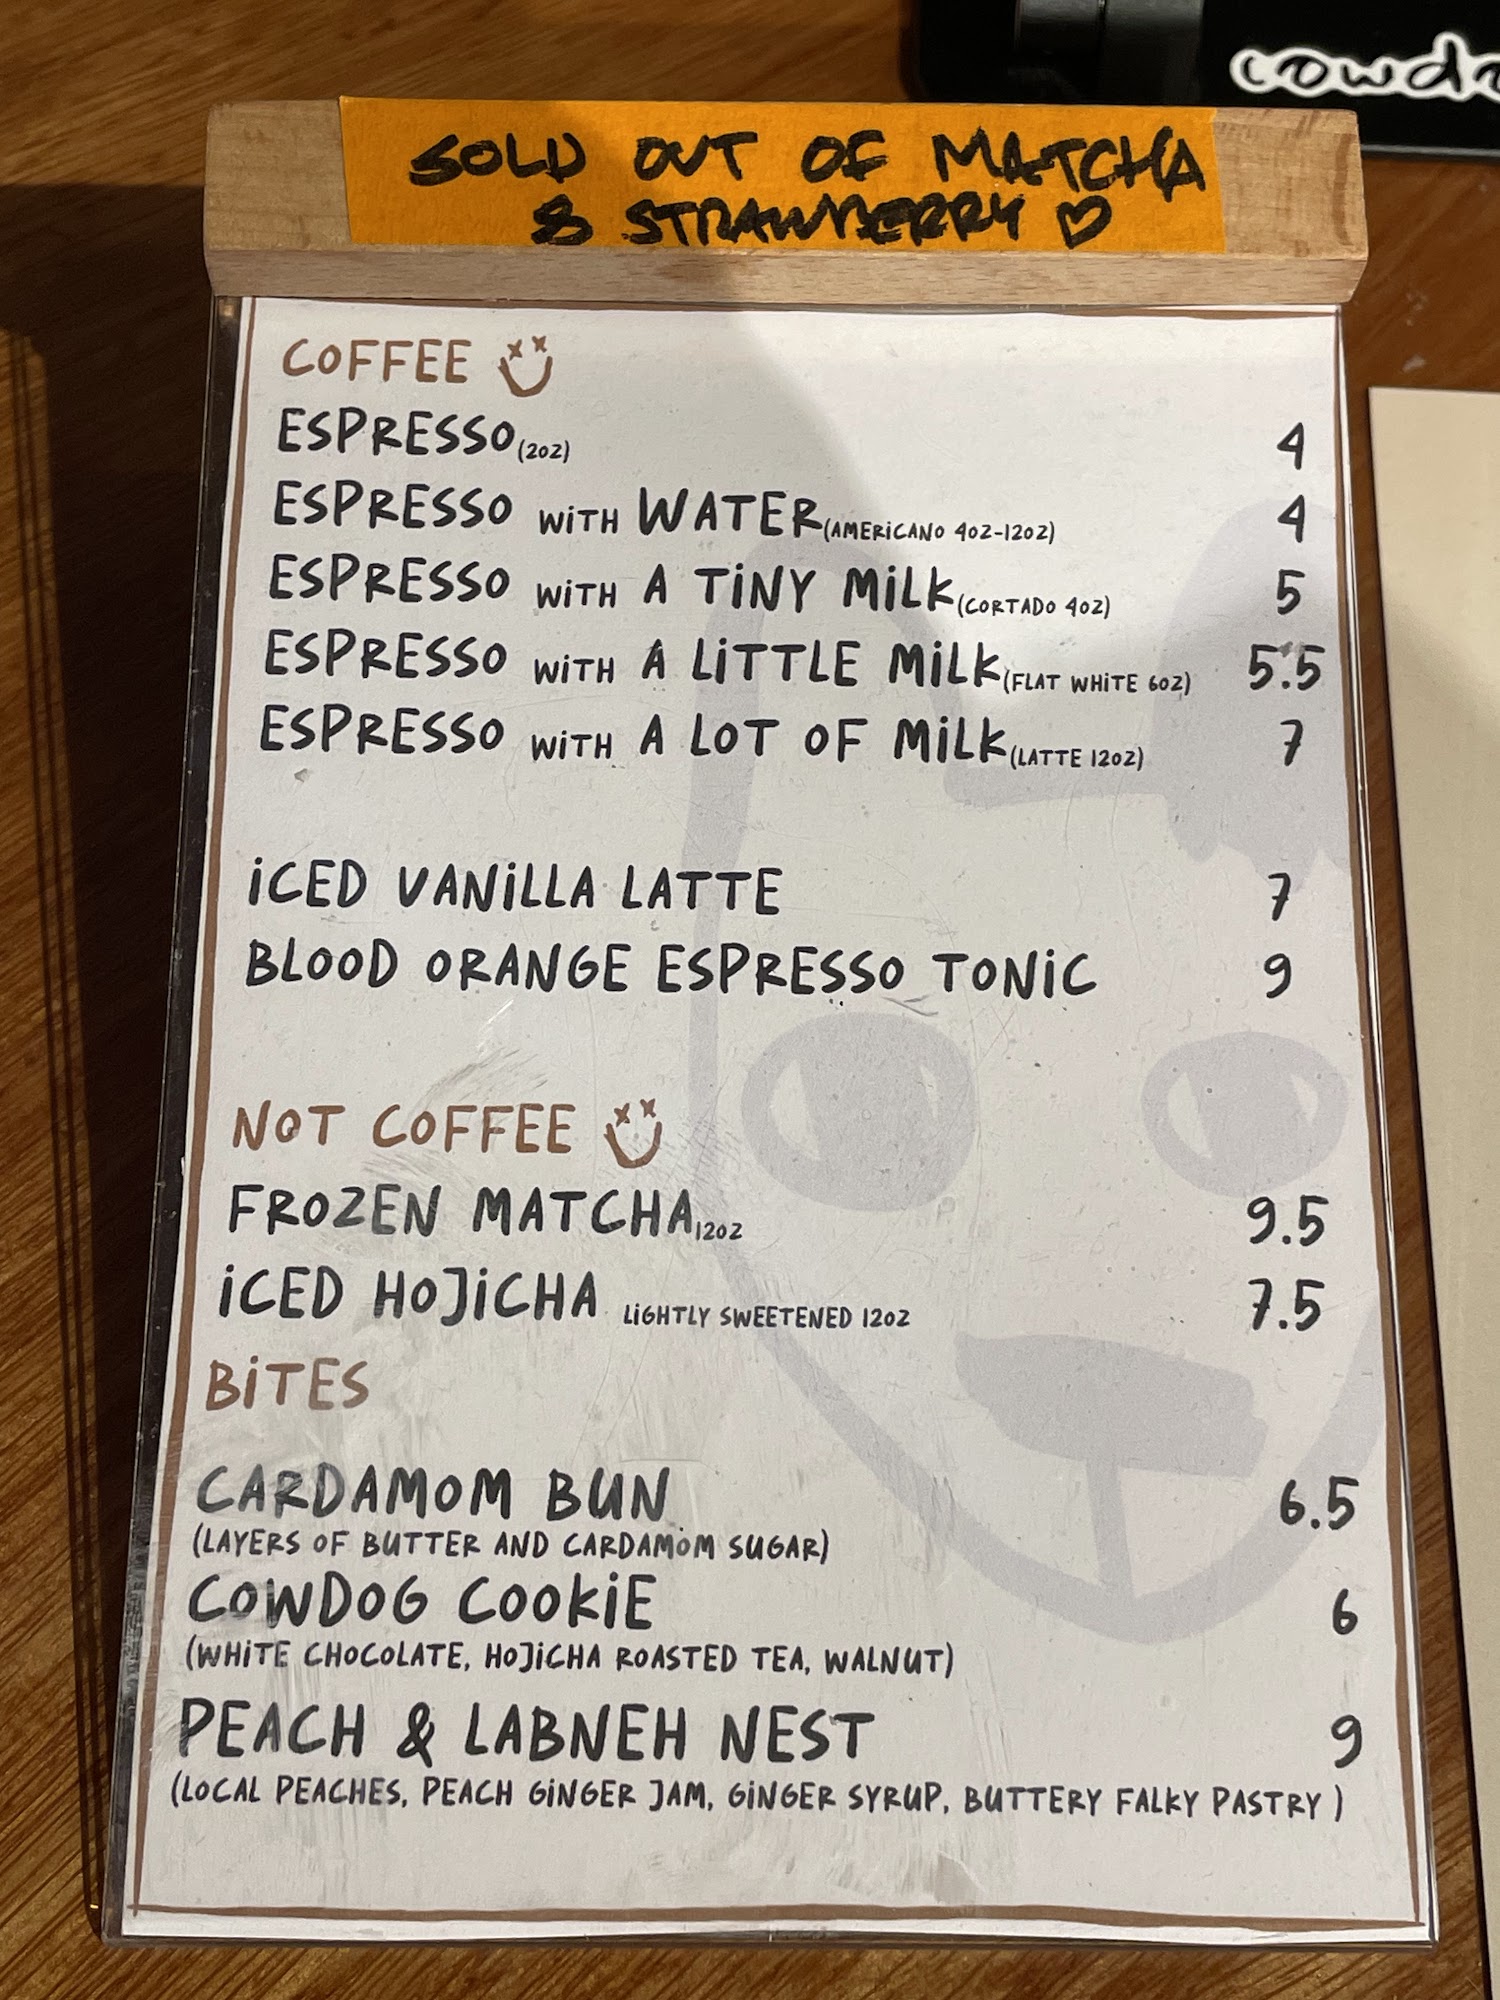 cowdo
SOLD OUT OF MATCHA
& STRAWBERRY ♡
COFFEE
ESPRESSO (2OZ) 4
ESPRESSO WiTH WATER (AMERiCANO 4OZ-12OZ) 4
ESPRESSO WiTH A TiNY MiLK (CORTADO 4OZ) 5
ESPRESSO WiTH A LiTTLE MiLK (FLAT WHiTE 6OZ) 5.5
ESPRESSO WiTH A LOT OF MiLK (LATTE 12OZ) 7
iCED VANiLLA LATTE 7
BLOOD ORANGE ESPRESSO TONiC 9
NOT COFFEE
FROZEN MATCHA 12OZ 9.5
iCED HOJiCHA LiGHTLY SWEETENED 12OZ 7.5
BiTES
CARDAMOM BUN 6.5
(LAYERS OF BUTTER AND CARDAMOM SUGAR)
COWDOG COOKiE 6
(WHiTE CHOCOLATE, HOJiCHA ROASTED TEA, WALNUT)
PEACH & LABNEH NEST 9
(LOCAL PEACHES, PEACH GiNGER JAM, GiNGER SYRUP, BUTTERY FALKY PASTRY )